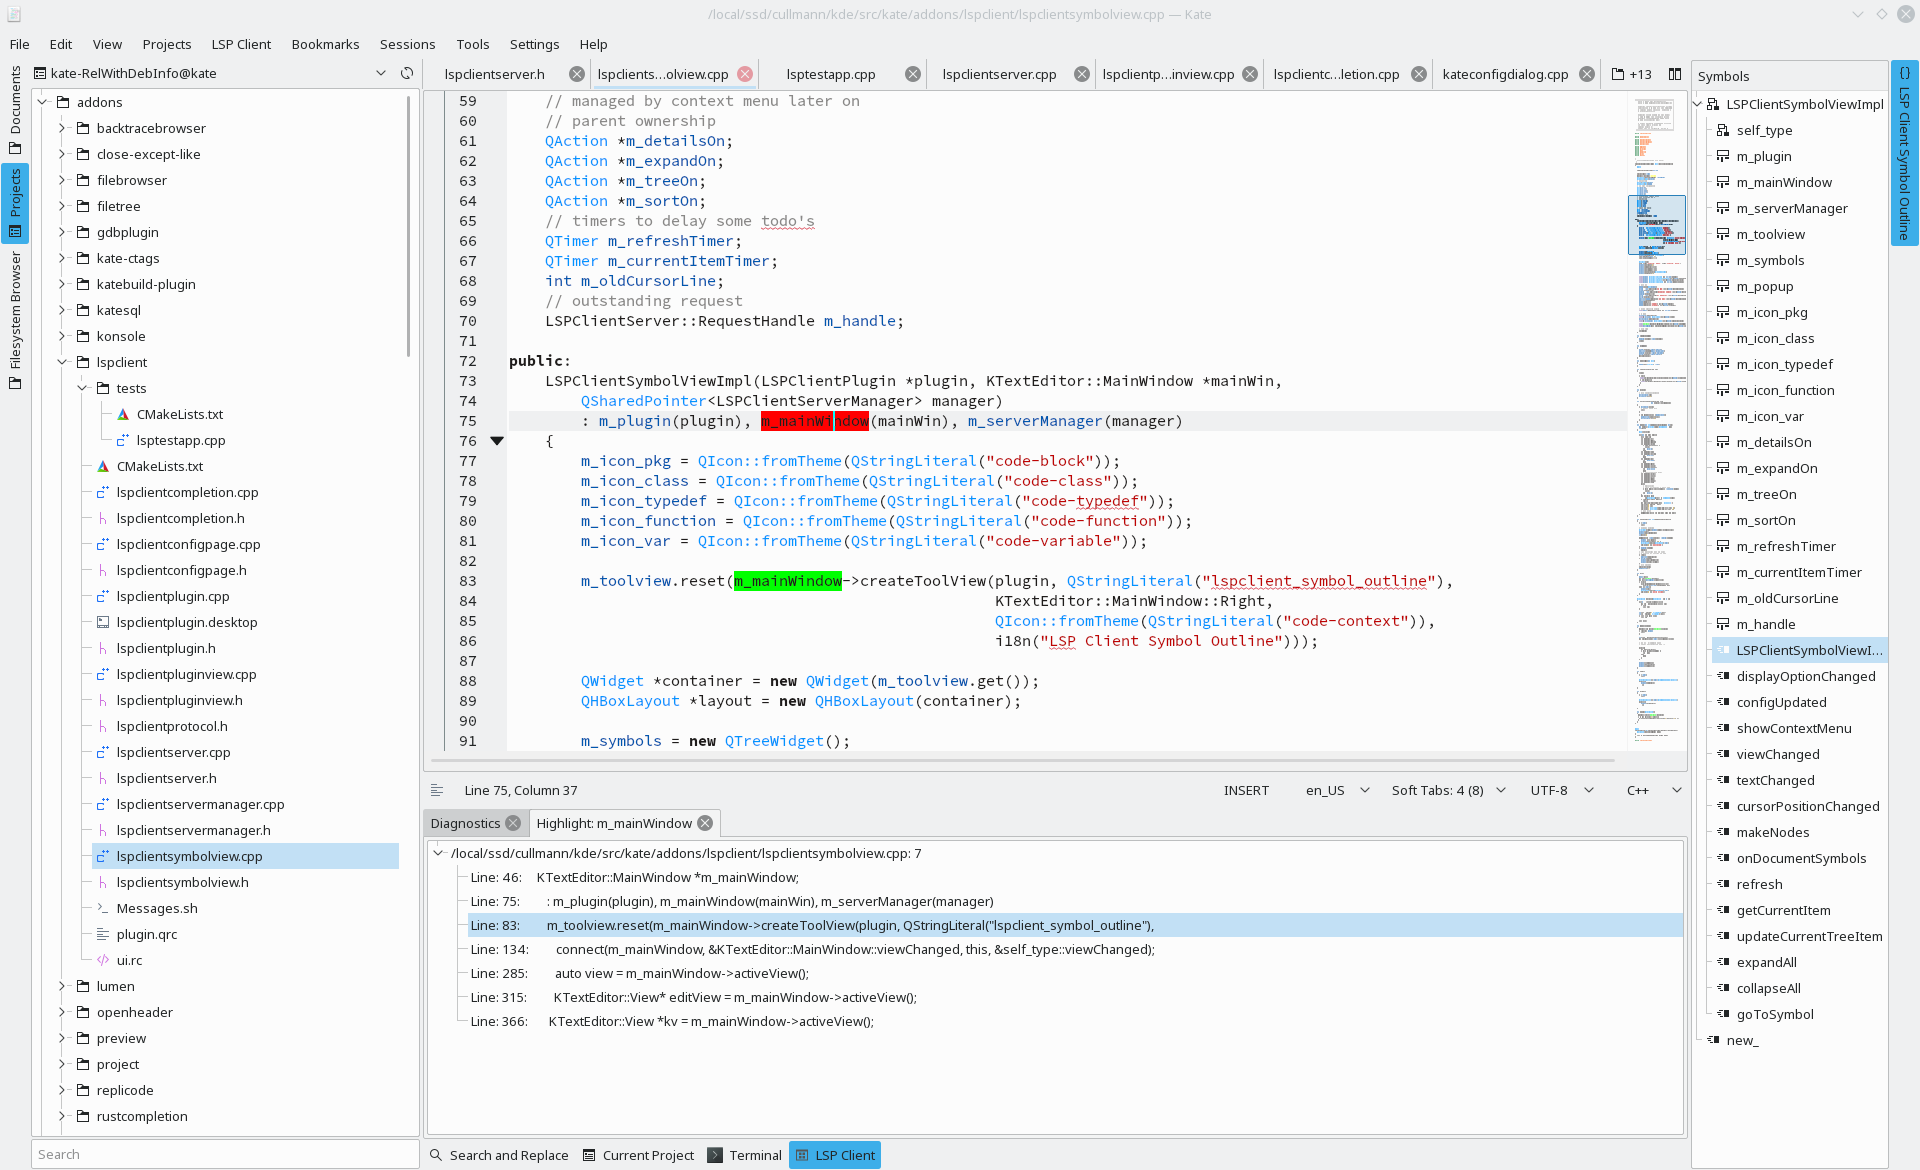 /local/ssd/cullmann/kde/src/kate/addons/lspclient/lspclientsymbolview.cpp — Kate
File Edit View Projects LSP Client Bookmarks Sessions Tools Settings Help
Documents
Projects
Filesystem Browser
kate-RelWithDebInfo@kate
addons
backtracebrowser
close-except-like
filebrowser
filetree
gdbplugin
kate-ctags
katebuild-plugin
katesql
konsole
lspclient
tests
CMakeLists.txt
lsptestapp.cpp
CMakeLists.txt
lspclientcompletion.cpp
lspclientcompletion.h
lspclientconfigpage.cpp
lspclientconfigpage.h
lspclientplugin.cpp
lspclientplugin.desktop
lspclientplugin.h
lspclientpluginview.cpp
lspclientpluginview.h
lspclientprotocol.h
lspclientserver.cpp
lspclientserver.h
lspclientservermanager.cpp
lspclientservermanager.h
lspclientsymbolview.cpp
lspclientsymbolview.h
Messages.sh
plugin.qrc
ui.rc
lumen
openheader
preview
project
replicode
rustcompletion
Search
lspclientserver.h lspclients...olview.cpp lsptestapp.cpp lspclientserver.cpp lspclientp...inview.cpp lspclientc...letion.cpp kateconfigdialog.cpp +13
59 // managed by context menu later on
60 // parent ownership
61 QAction *m_detailsOn;
62 QAction *m_expandOn;
63 QAction *m_treeOn;
64 QAction *m_sortOn;
65 // timers to delay some todo's
66 QTimer m_refreshTimer;
67 QTimer m_currentItemTimer;
68 int m_oldCursorLine;
69 // outstanding request
70 LSPClientServer::RequestHandle m_handle;
71
72 public:
73 LSPClientSymbolViewImpl(LSPClientPlugin *plugin, KTextEditor::MainWindow *mainWin,
74 QSharedPointer<LSPClientServerManager> manager)
75 : m_plugin(plugin), m_mainWindow(mainWin), m_serverManager(manager)
76 {
77 m_icon_pkg = QIcon::fromTheme(QStringLiteral("code-block"));
78 m_icon_class = QIcon::fromTheme(QStringLiteral("code-class"));
79 m_icon_typedef = QIcon::fromTheme(QStringLiteral("code-typedef"));
80 m_icon_function = QIcon::fromTheme(QStringLiteral("code-function"));
81 m_icon_var = QIcon::fromTheme(QStringLiteral("code-variable"));
82
83 m_toolview.reset(m_mainWindow->createToolView(plugin, QStringLiteral("lspclient_symbol_outline"),
84 KTextEditor::MainWindow::Right,
85 QIcon::fromTheme(QStringLiteral("code-context")),
86 i18n("LSP Client Symbol Outline")));
87
88 QWidget *container = new QWidget(m_toolview.get());
89 QHBoxLayout *layout = new QHBoxLayout(container);
90
91 m_symbols = new QTreeWidget();
Line 75, Column 37 INSERT en_US Soft Tabs: 4 (8) UTF-8 C++
Diagnostics Highlight: m_mainWindow
/local/ssd/cullmann/kde/src/kate/addons/lspclient/lspclientsymbolview.cpp: 7
Line: 46: KTextEditor::MainWindow *m_mainWindow;
Line: 75: : m_plugin(plugin), m_mainWindow(mainWin), m_serverManager(manager)
Line: 83: m_toolview.reset(m_mainWindow->createToolView(plugin, QStringLiteral("lspclient_symbol_outline"),
Line: 134: connect(m_mainWindow, &KTextEditor::MainWindow::viewChanged, this, &self_type::viewChanged);
Line: 285: auto view = m_mainWindow->activeView();
Line: 315: KTextEditor::View* editView = m_mainWindow->activeView();
Line: 366: KTextEditor::View *kv = m_mainWindow->activeView();
Search and Replace Current Project Terminal LSP Client
Symbols
LSPClientSymbolViewImpl
self_type
m_plugin
m_mainWindow
m_serverManager
m_toolview
m_symbols
m_popup
m_icon_pkg
m_icon_class
m_icon_typedef
m_icon_function
m_icon_var
m_detailsOn
m_expandOn
m_treeOn
m_sortOn
m_refreshTimer
m_currentItemTimer
m_oldCursorLine
m_handle
LSPClientSymbolViewI...
displayOptionChanged
configUpdated
showContextMenu
viewChanged
textChanged
cursorPositionChanged
makeNodes
onDocumentSymbols
refresh
getCurrentItem
updateCurrentTreeItem
expandAll
collapseAll
goToSymbol
new_
LSP Client Symbol Outline